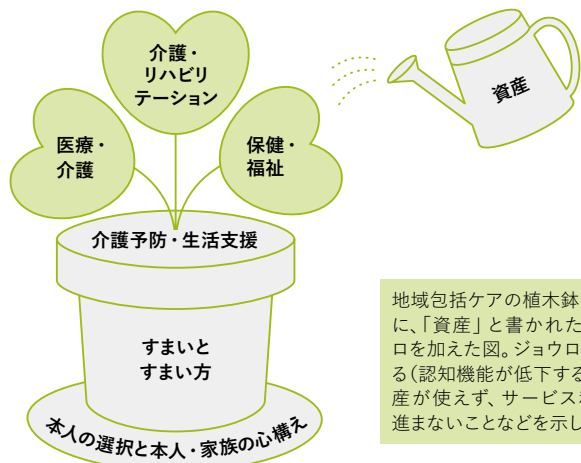 介護・
リハビリ
テーション
医療・
介護
保健・
福祉
資産
介護予防・生活支援
すまいと
すまい方
本人の選択と本人・家族の心構え
地域包括ケアの植木鉢
に、「資産」と書かれた
ロを加えた図。ジョウロ
る(認知機能が低下する
産が使えず、サービス
進まないことなどを示し